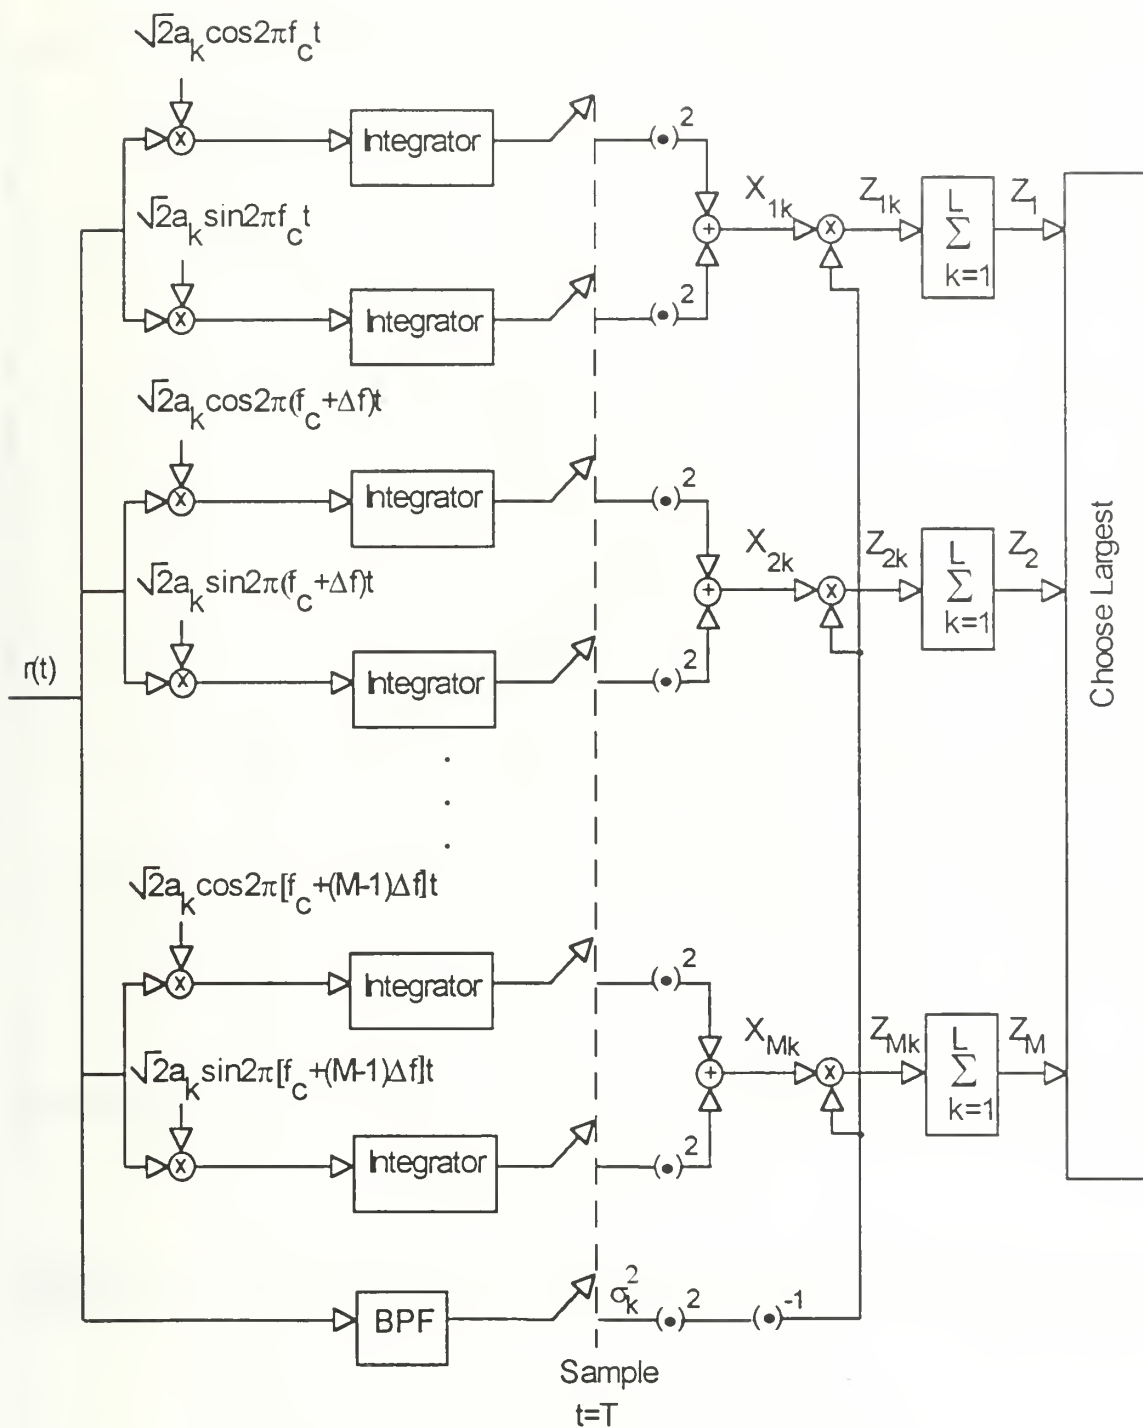 √2a_k cos2πf_c t
Integrator
(•)²
√2a_k sin2πf_c t
X_1k
Z_1k
L
Σ
k=1
Z_1
Integrator
(•)²
√2a_k cos2π(f_c+Δf)t
Integrator
(•)²
√2a_k sin2π(f_c+Δf)t
X_2k
Z_2k
L
Σ
k=1
Z_2
Choose Largest
r(t)
Integrator
(•)²
√2a_k cos2π[f_c+(M-1)Δf]t
Integrator
(•)²
√2a_k sin2π[f_c+(M-1)Δf]t
X_Mk
Z_Mk
L
Σ
k=1
Z_M
Integrator
(•)²
BPF
σ_k²
(•)²
(•)⁻¹
Sample
t=T